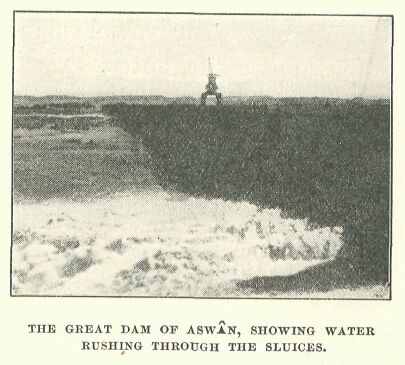 THE GREAT DAM OF ASWÂN, SHOWING WATER
RUSHING THROUGH THE SLUICES.